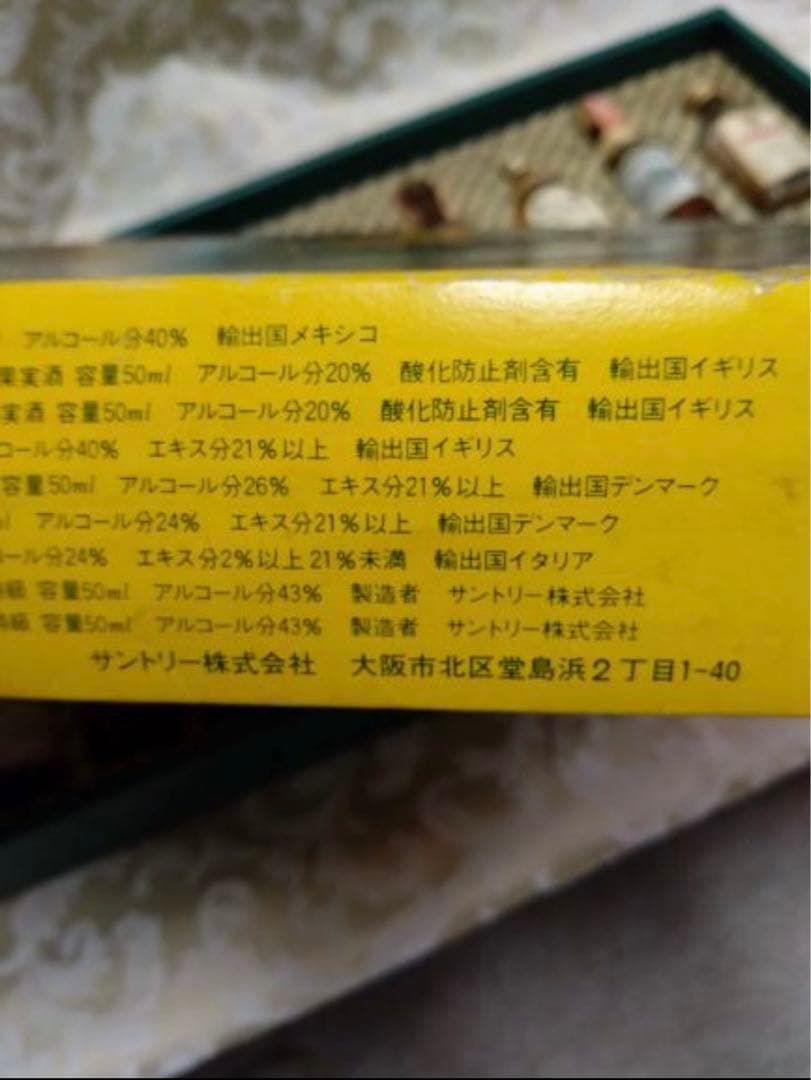 アルコール分40% 輸出国メキシコ
果実酒 容量50ml アルコール分20% 酸化防止剤含有 輸出国イギリス
実酒 容量50ml アルコール分20% 酸化防止剤含有 輸出国イギリス
コール分40% エキス分21%以上 輸出国イギリス
容量50ml アルコール分26% エキス分21%以上 輸出国デンマーク
ml アルコール分24% エキス分21%以上 輸出国デンマーク
ール分24% エキス分2%以上21%未満 輸出国イタリア
級 容量50ml アルコール分43% 製造者 サントリー株式会社
特級 容量50ml アルコール分43% 製造者 サントリー株式会社
サントリー株式会社 大阪市北区堂島浜2丁目1-40